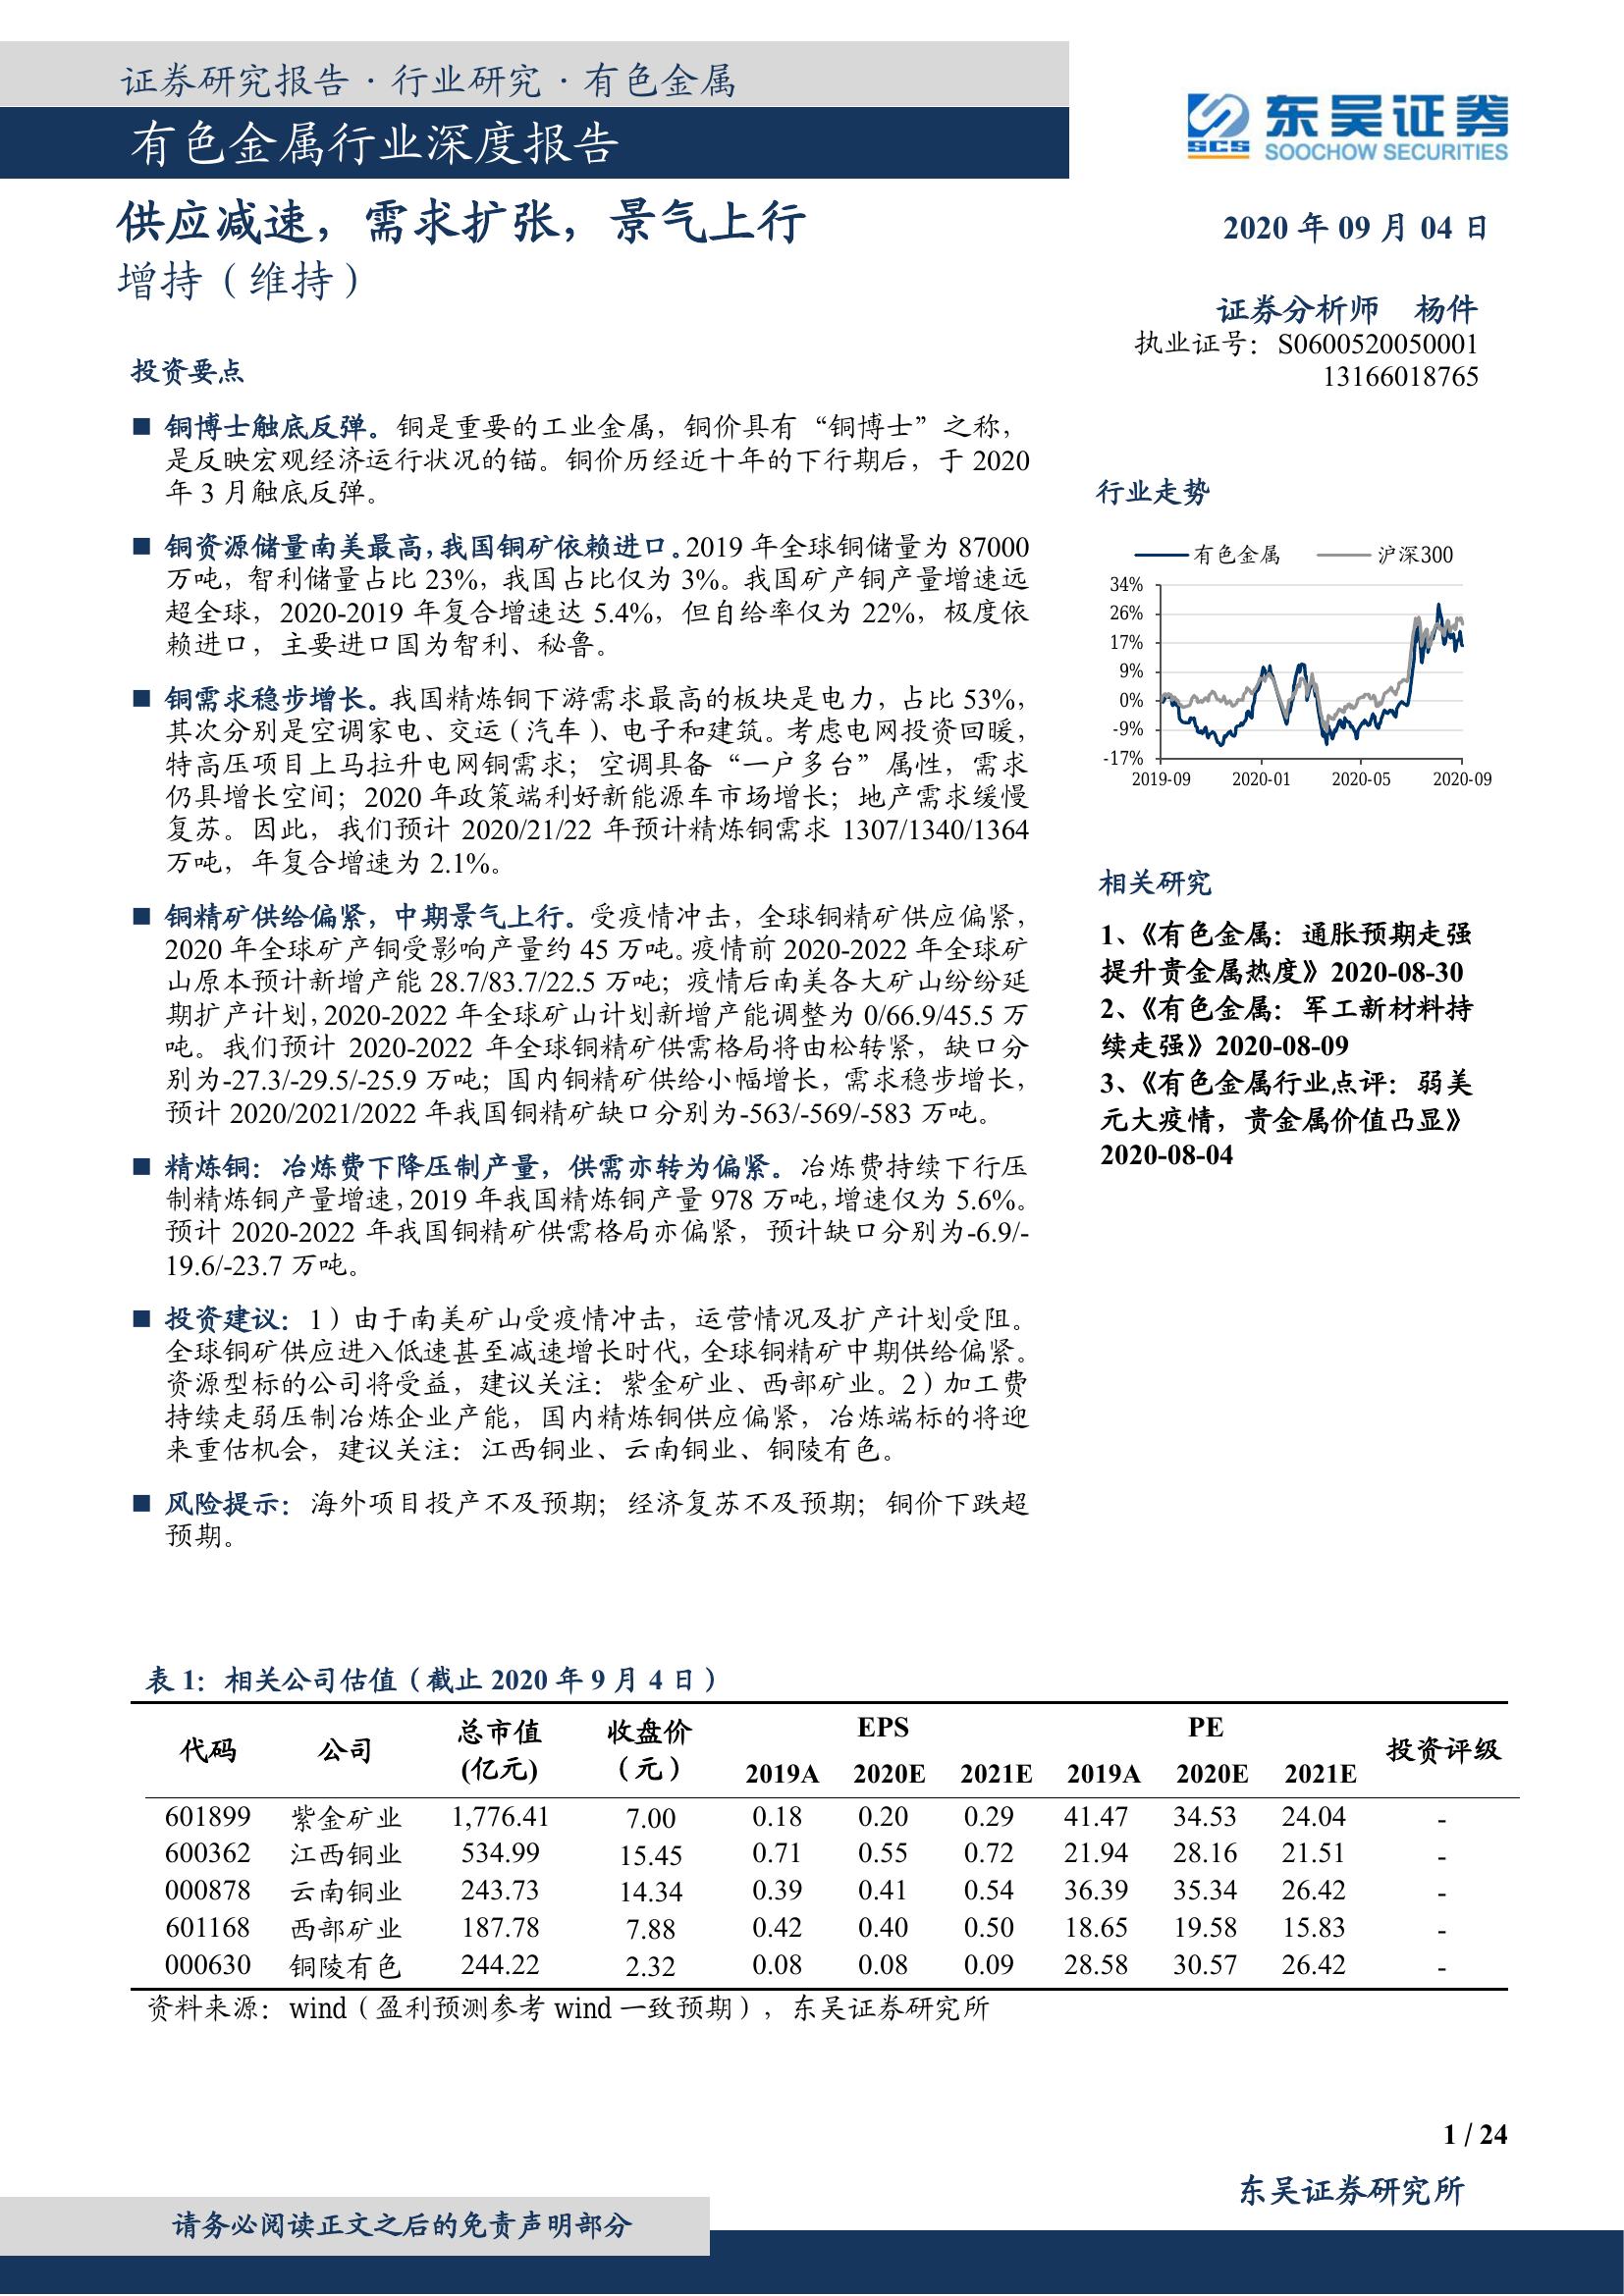 证券研究报告·行业研究·有色金属
有色金属行业深度报告
东吴证券
SCS
SOOCHOW SECURITIES
供应减速，需求扩张，景气上行
增持（维持）
2020 年 09 月 04 日
证券分析师 杨件
执业证号：S0600520050001
13166018765
投资要点
■ 铜博士触底反弹。铜是重要的工业金属，铜价具有“铜博士”之称，
是反映宏观经济运行状况的锚。铜价历经近十年的下行期后，于 2020
年 3 月触底反弹。
■ 铜资源储量南美最高，我国铜矿依赖进口。2019 年全球铜储量为 87000
万吨，智利储量占比 23%，我国占比仅为 3%。我国矿产铜产量增速远
超全球，2020-2019 年复合增速达 5.4%，但自给率仅为 22%，极度依
赖进口，主要进口国为智利、秘鲁。
■ 铜需求稳步增长。我国精炼铜下游需求最高的板块是电力，占比 53%，
其次分别是空调家电、交运（汽车）、电子和建筑。考虑电网投资回暖，
特高压项目上马拉升电网铜需求；空调具备“一户多台”属性，需求
仍具增长空间；2020 年政策端利好新能源车市场增长；地产需求缓慢
复苏。因此，我们预计 2020/21/22 年预计精炼铜需求 1307/1340/1364
万吨，年复合增速为 2.1%。
■ 铜精矿供给偏紧，中期景气上行。受疫情冲击，全球铜精矿供应偏紧，
2020 年全球矿产铜受影响产量约 45 万吨。疫情前 2020-2022 年全球矿
山原本预计新增产能 28.7/83.7/22.5 万吨；疫情后南美各大矿山纷纷延
期扩产计划，2020-2022 年全球矿山计划新增产能调整为 0/66.9/45.5 万
吨。我们预计 2020-2022 年全球铜精矿供需格局将由松转紧，缺口分
别为-27.3/-29.5/-25.9 万吨；国内铜精矿供给小幅增长，需求稳步增长，
预计 2020/2021/2022 年我国铜精矿缺口分别为-563/-569/-583 万吨。
■ 精炼铜：冶炼费下降压制产量，供需亦转为偏紧。冶炼费持续下行压
制精炼铜产量增速，2019 年我国精炼铜产量 978 万吨，增速仅为 5.6%。
预计 2020-2022 年我国铜精矿供需格局亦偏紧，预计缺口分别为-6.9/-
19.6/-23.7 万吨。
■ 投资建议：1）由于南美矿山受疫情冲击，运营情况及扩产计划受阻。
全球铜矿供应进入低速甚至减速增长时代，全球铜精矿中期供给偏紧。
资源型标的公司将受益，建议关注：紫金矿业、西部矿业。2）加工费
持续走弱压制冶炼企业产能，国内精炼铜供应偏紧，冶炼端标的将迎
来重估机会，建议关注：江西铜业、云南铜业、铜陵有色。
■ 风险提示：海外项目投产不及预期；经济复苏不及预期；铜价下跌超
预期。
行业走势
有色金属 沪深300
34%
26%
17%
9%
0%
-9%
-17%
2019-09 2020-01 2020-05 2020-09
相关研究
1、《有色金属：通胀预期走强
提升贵金属热度》2020-08-30
2、《有色金属：军工新材料持
续走强》2020-08-09
3、《有色金属行业点评：弱美
元大疫情，贵金属价值凸显》
2020-08-04
表 1：相关公司估值（截止 2020 年 9 月 4 日）
代码 公司 总市值(亿元) 收盘价（元） EPS PE 投资评级
2019A 2020E 2021E 2019A 2020E 2021E
601899 紫金矿业 1,776.41 7.00 0.18 0.20 0.29 41.47 34.53 24.04 -
600362 江西铜业 534.99 15.45 0.71 0.55 0.72 21.94 28.16 21.51 -
000878 云南铜业 243.73 14.34 0.39 0.41 0.54 36.39 35.34 26.42 -
601168 西部矿业 187.78 7.88 0.42 0.40 0.50 18.65 19.58 15.83 -
000630 铜陵有色 244.22 2.32 0.08 0.08 0.09 28.58 30.57 26.42 -
资料来源：wind（盈利预测参考 wind 一致预期），东吴证券研究所
1 / 24
东吴证券研究所
请务必阅读正文之后的免责声明部分